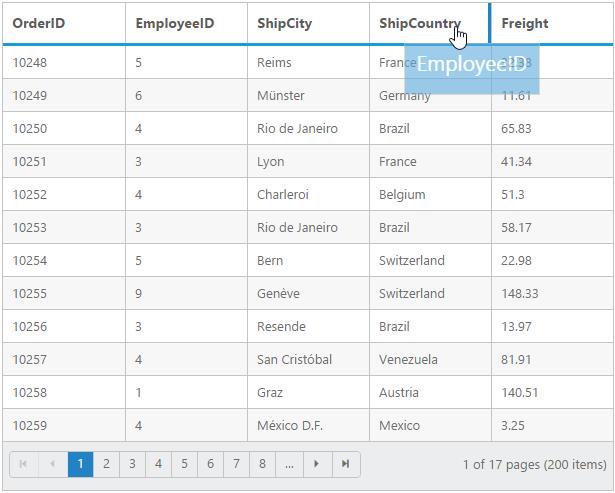 OrderID EmployeeID ShipCity ShipCountry Freight
10248 5 Reims France 32.38
EmployeeID
10249 6 Münster Germany 11.61
10250 4 Rio de Janeiro Brazil 65.83
10251 3 Lyon France 41.34
10252 4 Charleroi Belgium 51.3
10253 3 Rio de Janeiro Brazil 58.17
10254 5 Bern Switzerland 22.98
10255 9 Genève Switzerland 148.33
10256 3 Resende Brazil 13.97
10257 4 San Cristóbal Venezuela 81.91
10258 1 Graz Austria 140.51
10259 4 México D.F. Mexico 3.25
1 2 3 4 5 6 7 8 ... 1 of 17 pages (200 items)